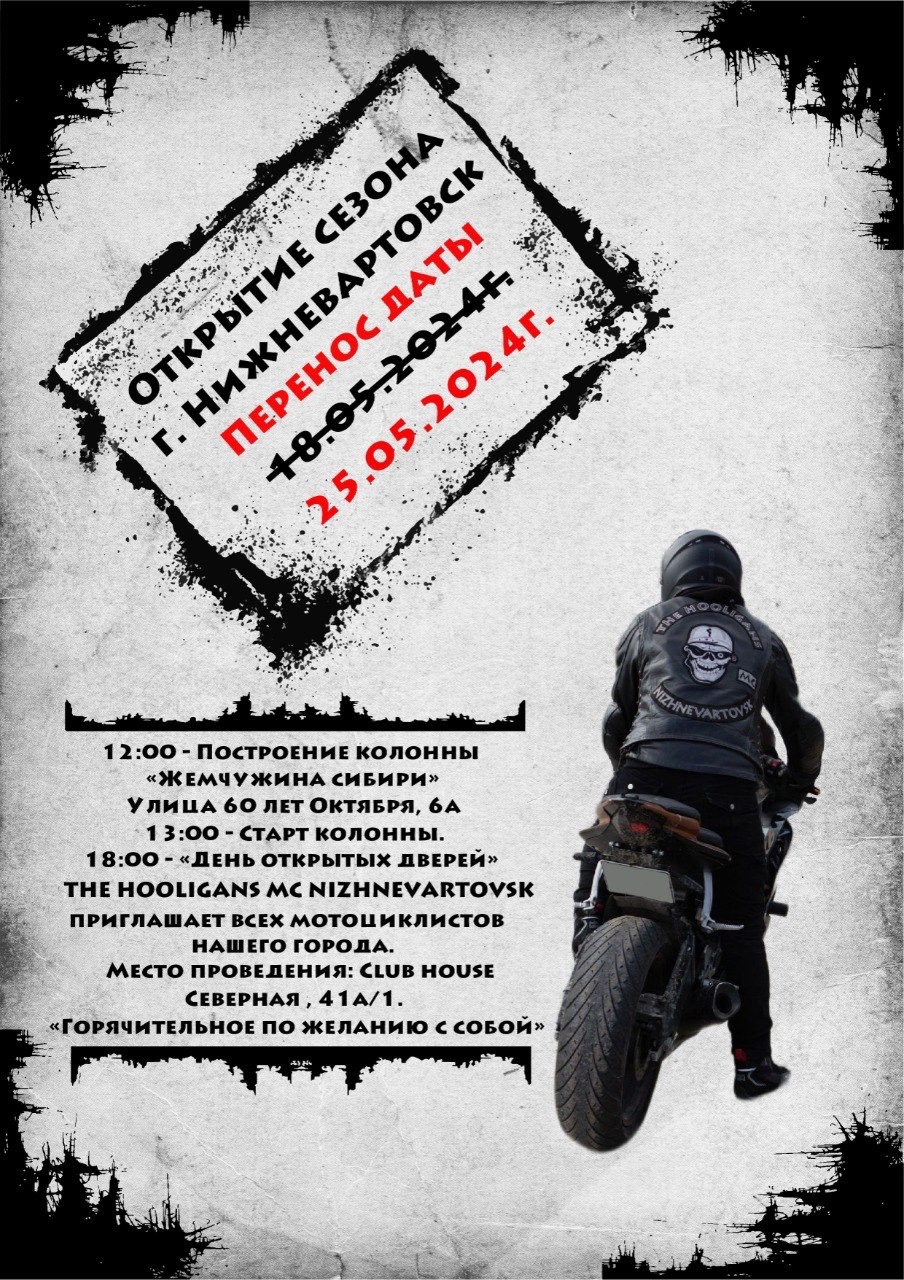 Открытие сезона
г. Нижневартовск
Перенос даты
18.05.2024г.
25.05.2024г.
THE HOOLIGANS
1
MC
NIZHNEVARTOVSK
12:00 - Построение колонны
«Жемчужина сибири»
Улица 60 лет Октября, 6а
13:00 - Старт колонны.
18:00 - «День открытых дверей»
THE HOOLIGANS MC NIZHNEVARTOVSK
приглашает всех мотоциклистов
нашего города.
Место проведения: Club house
Северная , 41а/1.
«Горячительное по желанию с собой»